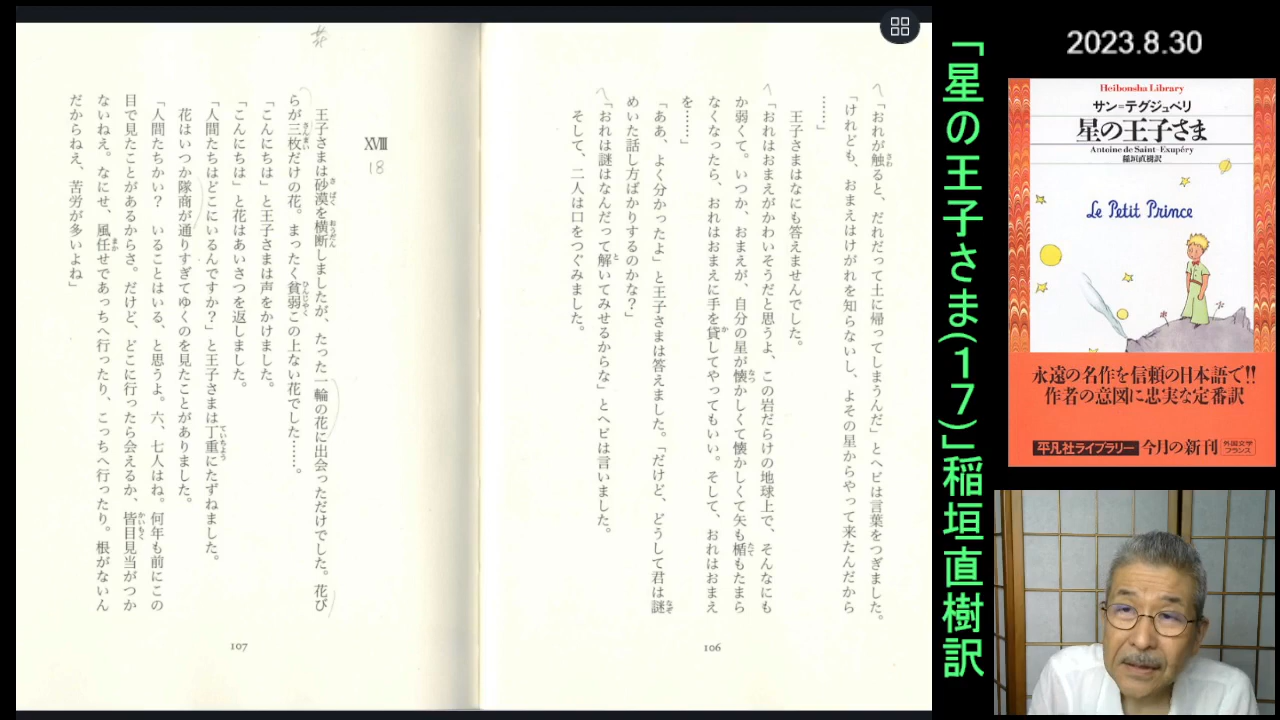 「おれが触ると、だれだって土に帰ってしまうんだ」とヘビは言葉をつぎました。
「けれども、おまえはけがれを知らないし、よその星からやって来たんだから
……」
王子さまはなにも答えませんでした。
「おれはおまえがかわいそうだと思うよ、この岩だらけの地球上で、そんなにも
か弱くて。いつか、おまえが、自分の星が懐かしくて懐かしくて矢も楯もたまら
なくなったら、おれはおまえに手を貸してやってもいい。そして、おれはおまえ
を……」
「ああ、よく分かったよ」と王子さまは答えました。「だけど、どうして君は謎
めいた話し方ばかりするのかな?」
「おれは謎はなんだって解いてみせるからな」とヘビは言いました。
そして、二人は口をつぐみました。
106
花
XVIII
18
王子さまは砂漠を横断しましたが、たった一輪の花に出会っただけでした。花び
らが三枚だけの花。まったく貧弱この上ない花でした……。
「こんにちは」と王子さまは声をかけました。
「こんにちは」と花はあいさつを返しました。
「人間たちはどこにいるんですか?」と王子さまは丁重にたずねました。
花はいつか隊商が通りすぎてゆくのを見たことがありました。
「人間たちかい? いることはいる、と思うよ。六、七人はね。何年も前にこの
目で見たことがあるからさ。だけど、どこに行ったら会えるか、皆目見当がつか
ないねえ。なにせ、風任せであっちへ行ったり、こっちへ行ったり。根がないん
だからねえ、苦労が多いよね」
107
「星の王子さま(17)」稲垣直樹訳
2023.8.30
Heibonsha Library
サン=テグジュペリ
星の王子さま
Antoine de Saint-Exupéry
稲垣直樹訳
Le Petit Prince
永遠の名作を信頼の日本語で!!
作者の意図に忠実な定番訳
平凡社ライブラリー 今月の新刊 外国文学
フランス